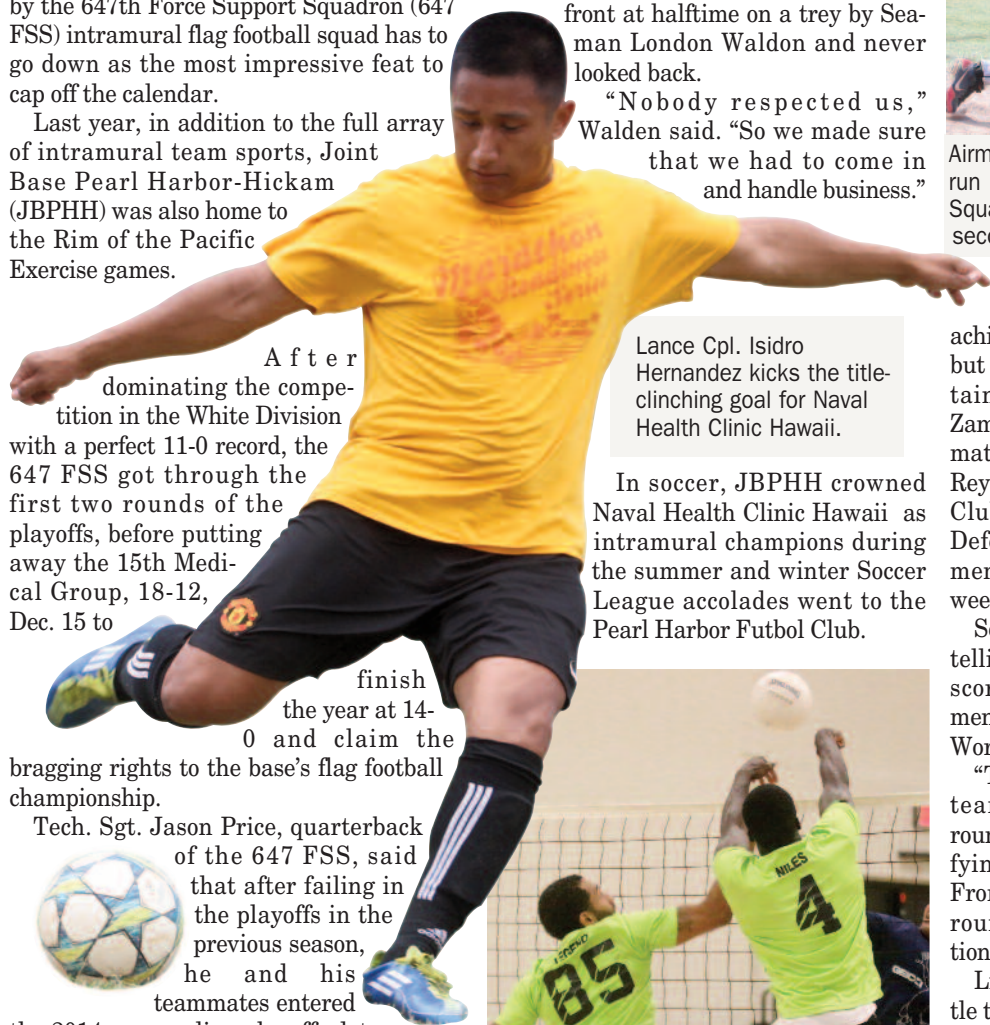 by the 647th Force Support Squadron (647
FSS) intramural flag football squad has to
go down as the most impressive feat to
cap off the calendar.
Last year, in addition to the full array
of intramural team sports, Joint
Base Pearl Harbor-Hickam
(JBPHH) was also home to
the Rim of the Pacific
Exercise games.
After
dominating the compe-
tition in the White Division
with a perfect 11-0 record, the
647 FSS got through the
first two rounds of the
playoffs, before putting
away the 15th Medi-
cal Group, 18-12,
Dec. 15 to
finish
the year at 14-
0 and claim the
bragging rights to the base's flag football
championship.
Tech. Sgt. Jason Price, quarterback
of the 647 FSS, said
that after failing in
the playoffs in the
previous season,
he and his
teammates entered
front at halftime on a trey by Sea-
man London Waldon and never
looked back.
"Nobody respected us,"
Walden said. "So we made sure
that we had to come in
and handle business."
Marathon
Series
Lance Cpl. Isidro
Hernandez kicks the title-
clinching goal for Naval
Health Clinic Hawaii.
In soccer, JBPHH crowned
Naval Health Clinic Hawaii as
intramural champions during
the summer and winter Soccer
League accolades went to the
Pearl Harbor Futbol Club.
NILES
4
LEGEND
85
Airm
run
Squa
seco
achi
but
tain
Zam
mat
Rey
Clu
Defe
mer
wee
Se
telli
scor
men
Wor
"T
tear
rour
fyin
Fron
rour
tion
L
tle t